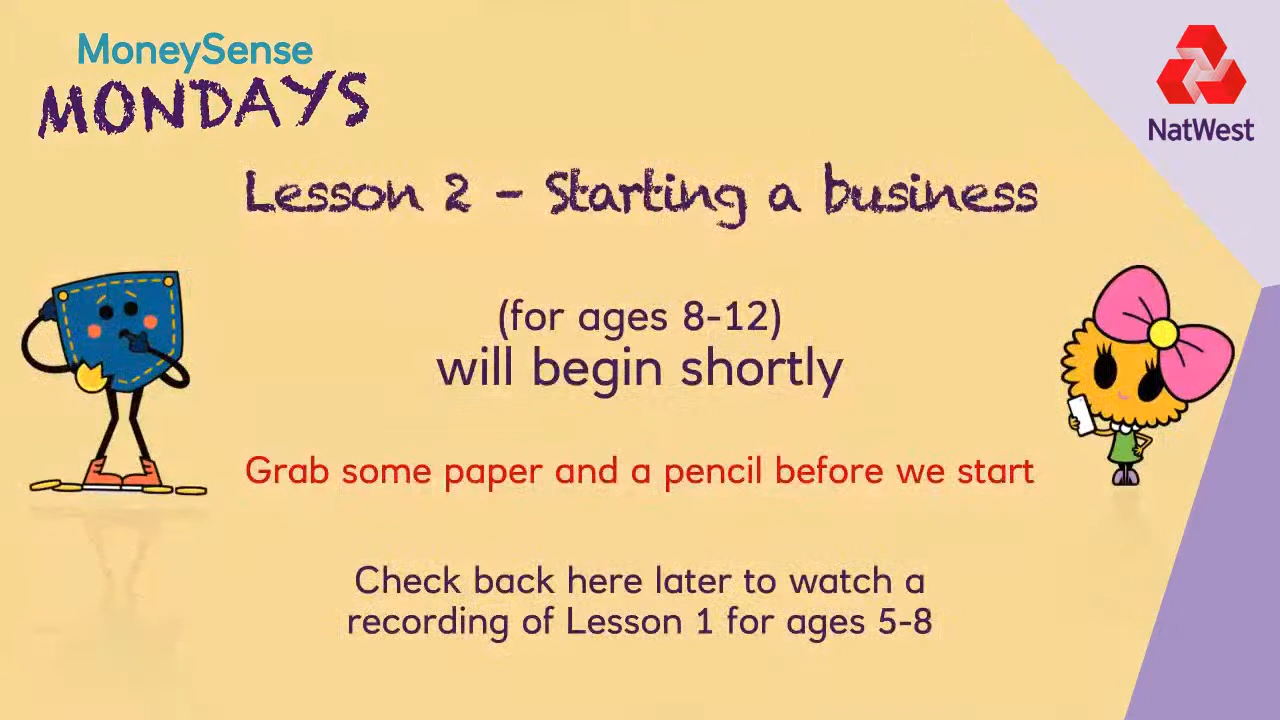 MoneySense
MONDAYS
NatWest
Lesson 2 - Starting a business
(for ages 8-12)
will begin shortly
Grab some paper and a pencil before we start
Check back here later to watch a
recording of Lesson 1 for ages 5-8